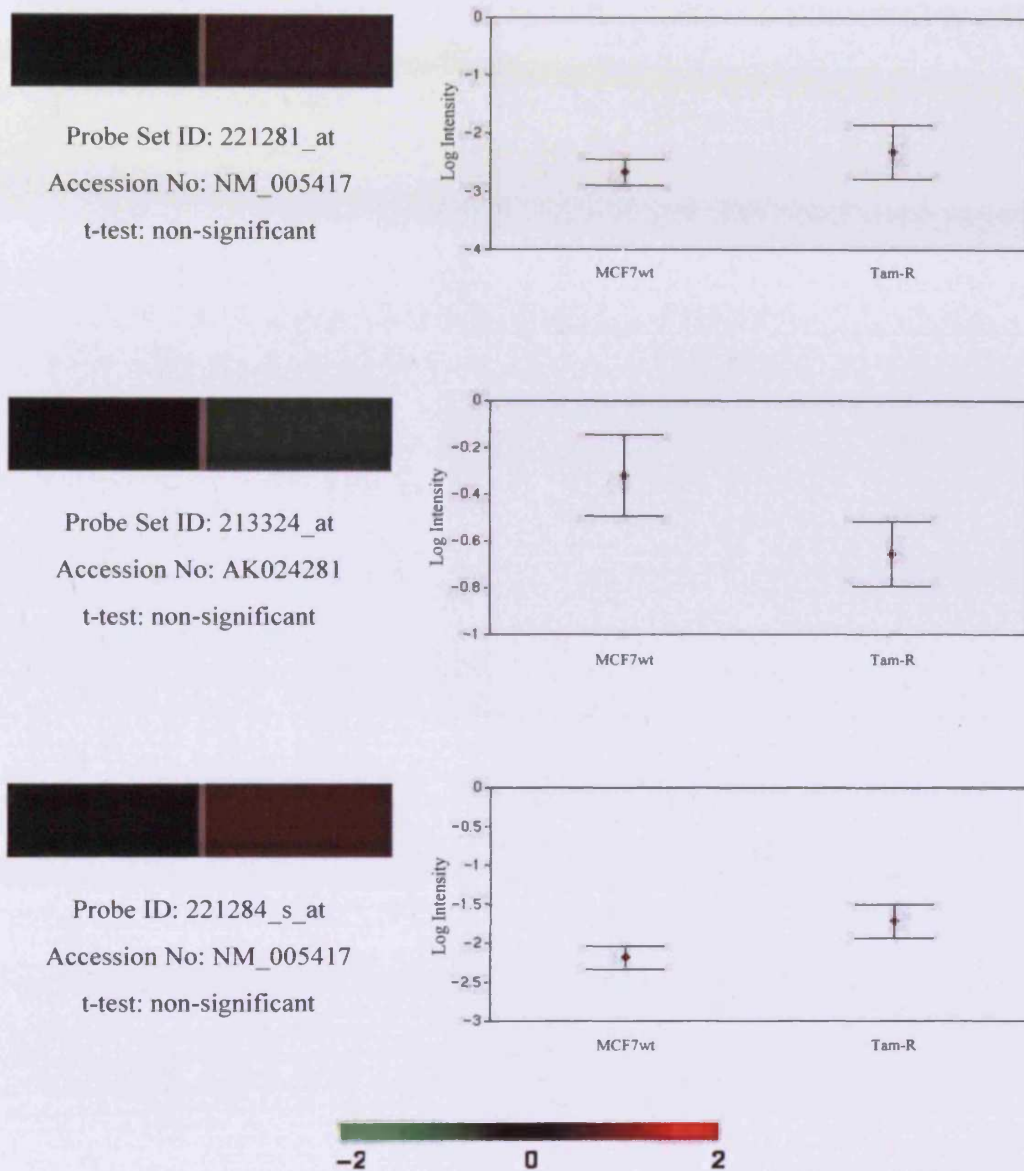 0
-1
-2
-3
-4
Log Intensity
MCF7wt
Tam-R
Probe Set ID: 221281_at
Accession No: NM_005417
t-test: non-significant
0
-0.2
-0.4
-0.6
-0.8
-1
Log Intensity
MCF7wt
Tam-R
Probe Set ID: 213324_at
Accession No: AK024281
t-test: non-significant
0
-0.5
-1
-1.5
-2
-2.5
-3
Log Intensity
MCF7wt
Tam-R
Probe ID: 221284_s_at
Accession No: NM_005417
t-test: non-significant
-2
0
2